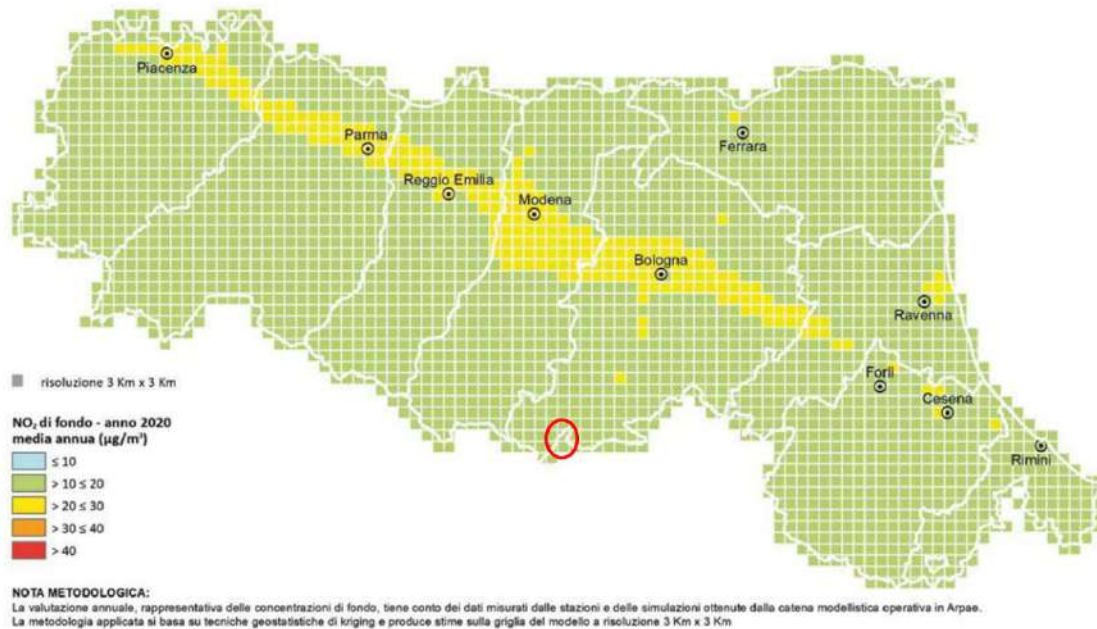 Piacenza
Parma
Reggio Emilia
Modena
Ferrara
Bologna
Ravenna
Forlì
Cesena
Rimini
risoluzione 3 Km x 3 Km
NO₂ di fondo - anno 2020
media annua (µg/m³)
≤ 10
> 10 ≤ 20
> 20 ≤ 30
> 30 ≤ 40
> 40
NOTA METODOLOGICA:
La valutazione annuale, rappresentativa delle concentrazioni di fondo, tiene conto dei dati misurati dalle stazioni e delle simulazioni ottenute dalla catena modellistica operativa in Arpae.
La metodologia applicata si basa su tecniche geostatistiche di kriging e produce stime sulla griglia del modello a risoluzione 3 Km x 3 Km